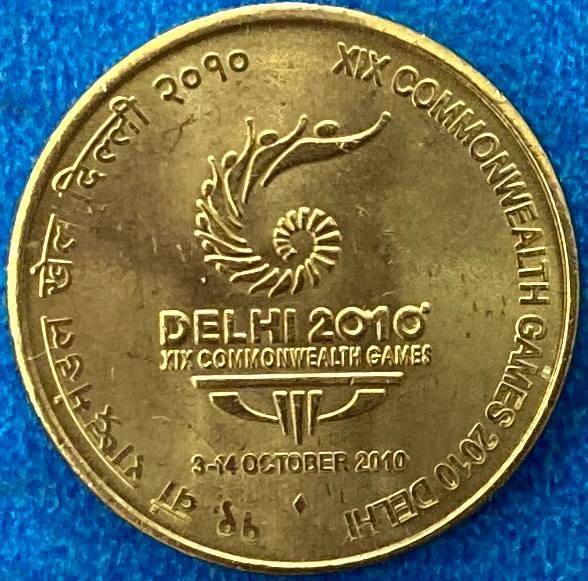 १९ वां राष्ट्रमंडल खेल दिल्ली २०१०
XIX COMMONWEALTH GAMES 2010 DELHI
DELHI 2010
XIX COMMONWEALTH GAMES
3-14 OCTOBER 2010